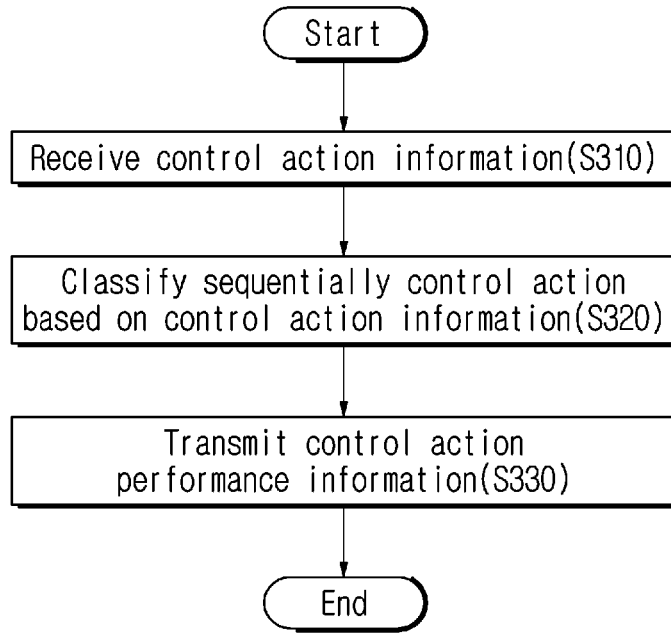 Start
Receive control action information(S310)
Classify sequentially control action
based on control action information(S320)
Transmit control action
performance information(S330)
End